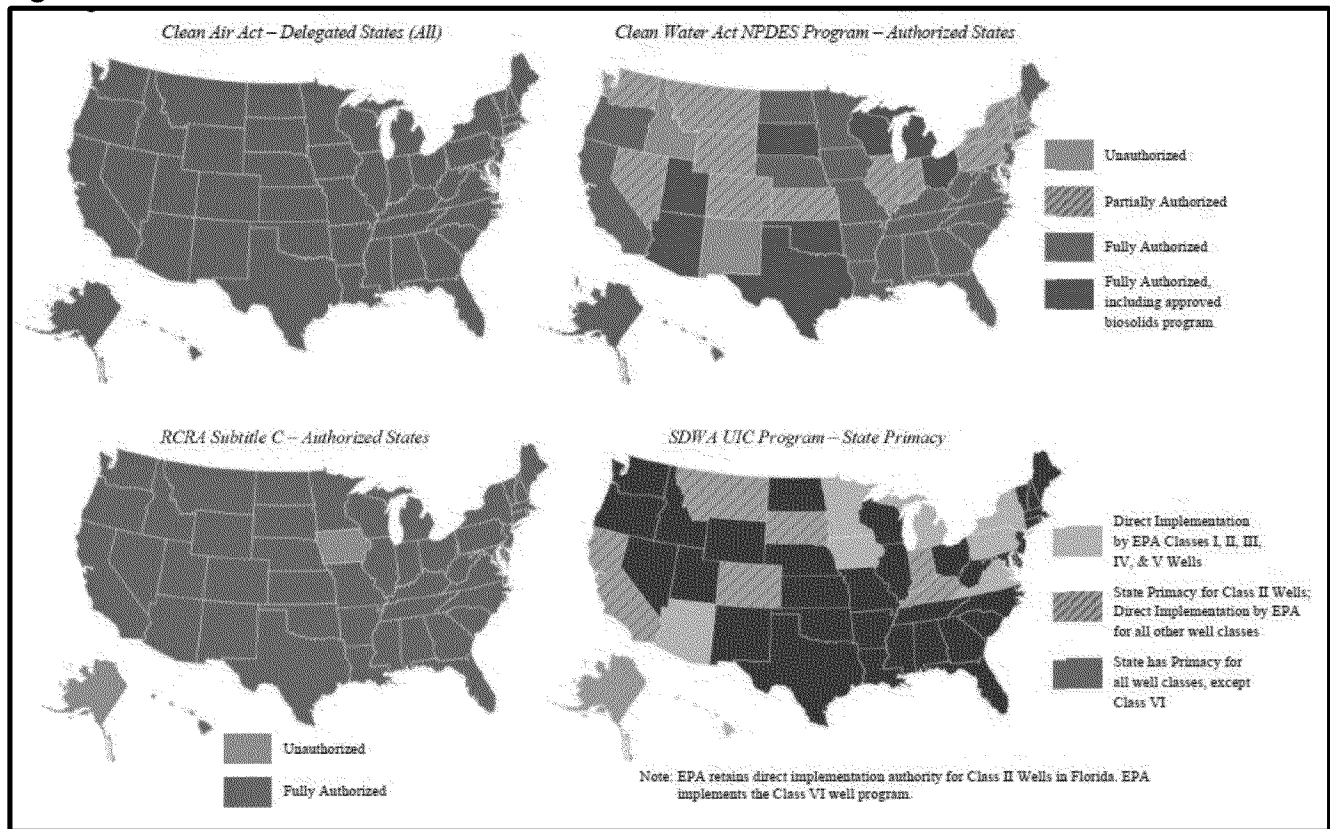 Clean Air Act – Delegated States (All)
Clean Water Act NPDES Program – Authorized States
Unauthorized
Partially Authorized
Fully Authorized
Fully Authorized,
including approved
biosolids program
RCRA Subtitle C – Authorized States
Unauthorized
Fully Authorized
SDWA UIC Program – State Primacy
Direct Implementation
by EPA Classes I, II, III,
IV, & V Wells
State Primacy for Class II Wells;
Direct Implementation by EPA
for all other well classes
State has Primacy for
all well classes, except
Class VI
Note: EPA retains direct implementation authority for Class II Wells in Florida. EPA
implements the Class VI well program.